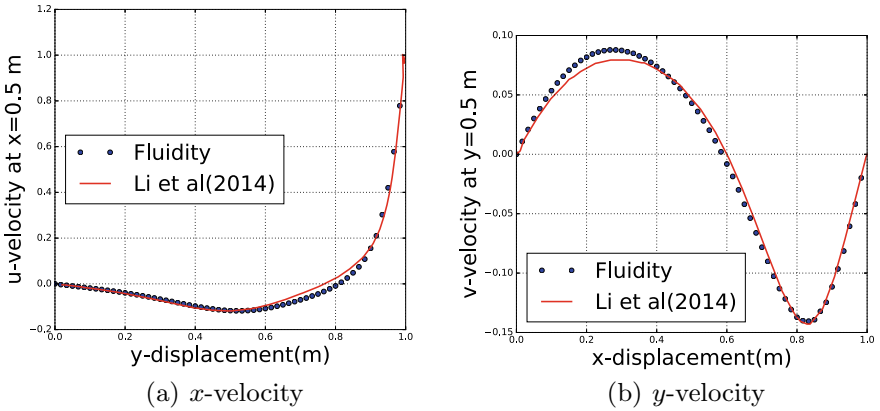 1.2
1.0
0.8
0.6
0.4
0.2
0.0
−0.2
u-velocity at x=0.5 m
Fluidity
Li et al(2014)
0.0 0.2 0.4 0.6 0.8 1.0
y-displacement(m)
(a) x-velocity
0.10
0.05
0.00
−0.05
−0.10
−0.15
v-velocity at y=0.5 m
Fluidity
Li et al(2014)
0.0 0.2 0.4 0.6 0.8 1.0
x-displacement(m)
(b) y-velocity